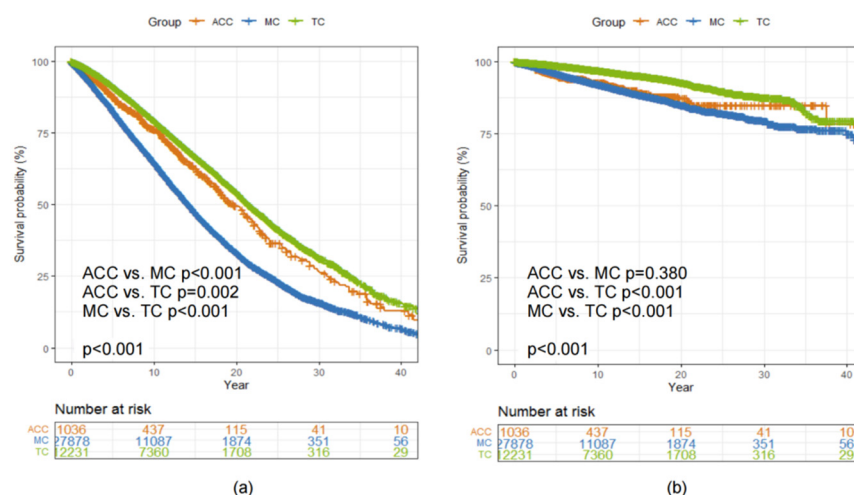 Group ACC MC TC
Survival probability (%)
100
75
50
25
0
ACC vs. MC p<0.001
ACC vs. TC p=0.002
MC vs. TC p<0.001
p<0.001
0 10 20 30 40
Year
Number at risk
ACC 1036 437 115 41 10
MC 27878 11087 1874 351 56
TC 12231 7360 1708 316 29
(a)
Group ACC MC TC
Survival probability (%)
100
75
50
25
0
ACC vs. MC p=0.380
ACC vs. TC p<0.001
MC vs. TC p<0.001
p<0.001
0 10 20 30 40
Year
Number at risk
ACC 1036 437 115 41 10
MC 27878 11087 1874 351 56
TC 12231 7360 1708 316 29
(b)